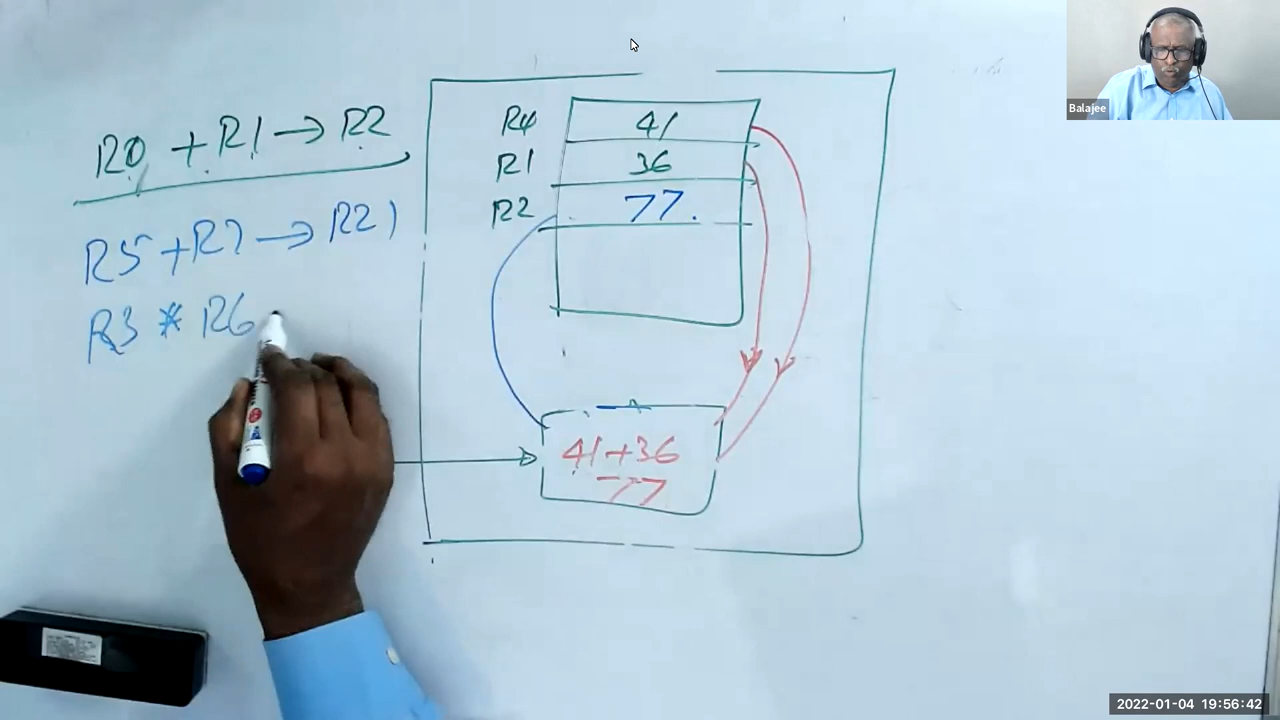 R0 + R1 → R2
R5 + R7 → R21
R3 * R6
R0 41
R1 36
R2 77.
41+36
77
Balajee
2022-01-04 19:56:42